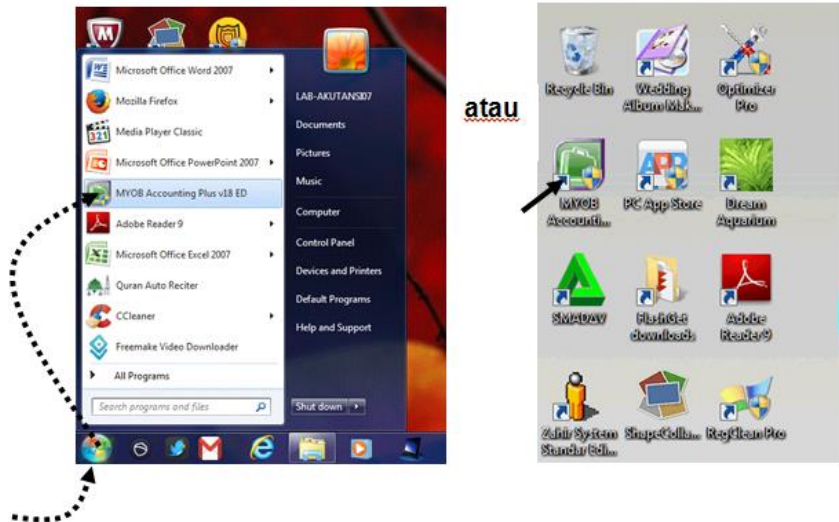 Microsoft Office Word 2007
Mozilla Firefox
Media Player Classic
Microsoft Office PowerPoint 2007
MYOB Accounting Plus v18 ED
Adobe Reader 9
Microsoft Office Excel 2007
Quran Auto Reciter
CCleaner
Freemake Video Downloader
All Programs
Search programs and files
LAB-AKUTANSI07
Documents
Pictures
Music
Computer
Control Panel
Devices and Printers
Default Programs
Help and Support
Shut down
atau
Recycle Bin
Wedding
Album Mak...
Optimizer
Pro
MYOB
Accounti...
PC App Store
Dream
Aquarium
SMADAV
FlashGet
downloads
Adobe
Reader 9
Zahir System
Standar Edi...
ShapeColla...
RegClean Pro